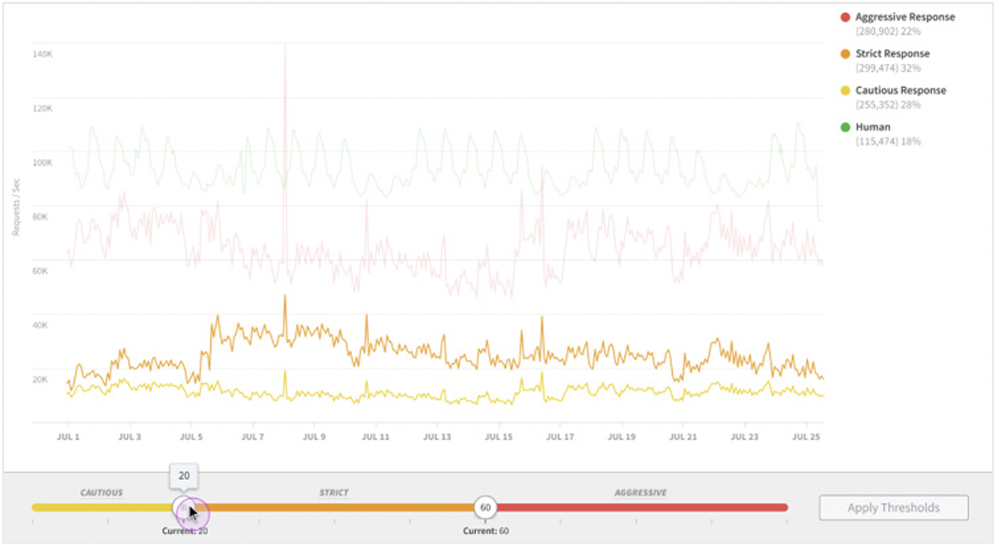 Aggressive Response
(280,902) 22%
Strict Response
(299,474) 32%
Cautious Response
(255,352) 28%
Human
(115,474) 18%
Requests / Sec
140K
120K
100K
80K
60K
40K
20K
JUL 1 JUL 3 JUL 5 JUL 7 JUL 9 JUL 11 JUL 13 JUL 15 JUL 17 JUL 19 JUL 21 JUL 23 JUL 25
20
CAUTIOUS STRICT AGGRESSIVE
60
Apply Thresholds
Current: 20 Current: 60